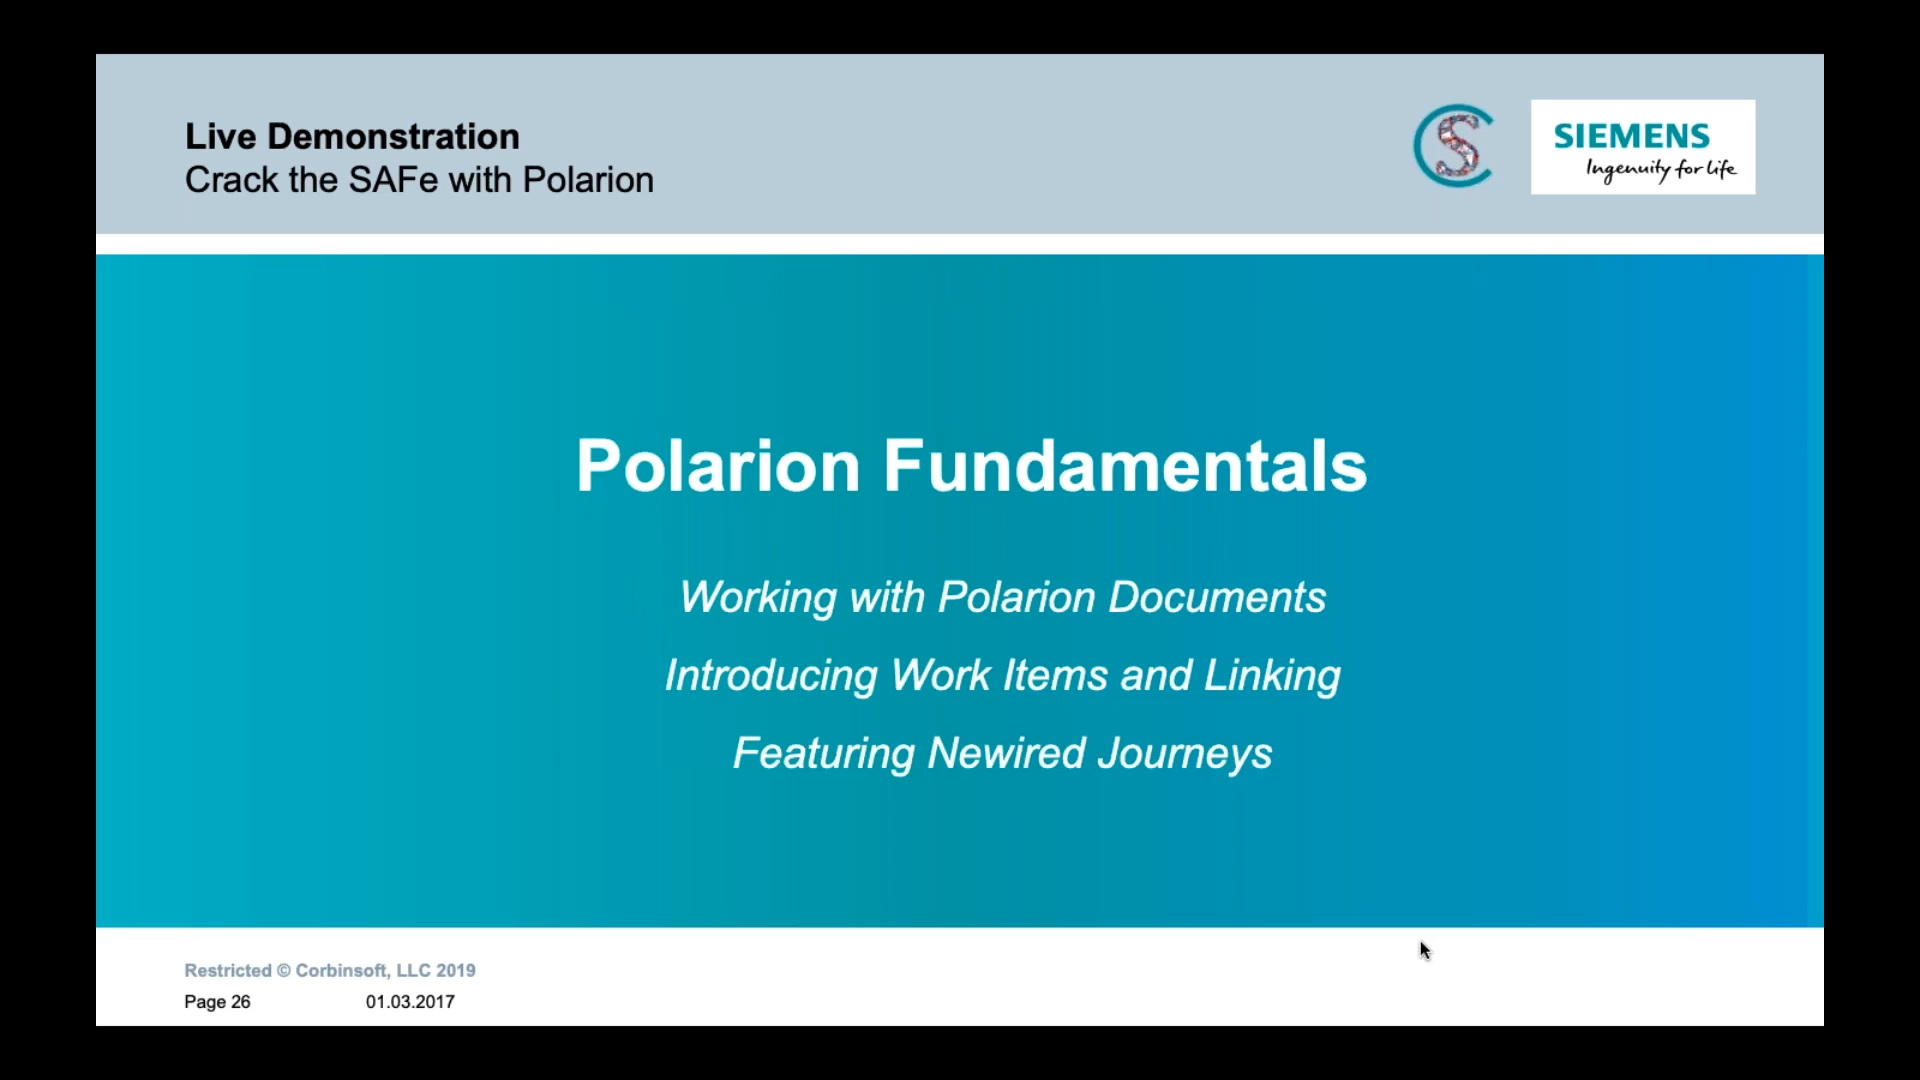 Live Demonstration
Crack the SAFe with Polarion
CS
SIEMENS
Ingenuity for life
Polarion Fundamentals
Working with Polarion Documents
Introducing Work Items and Linking
Featuring Newired Journeys
Restricted © Corbinsoft, LLC 2019
Page 26 01.03.2017